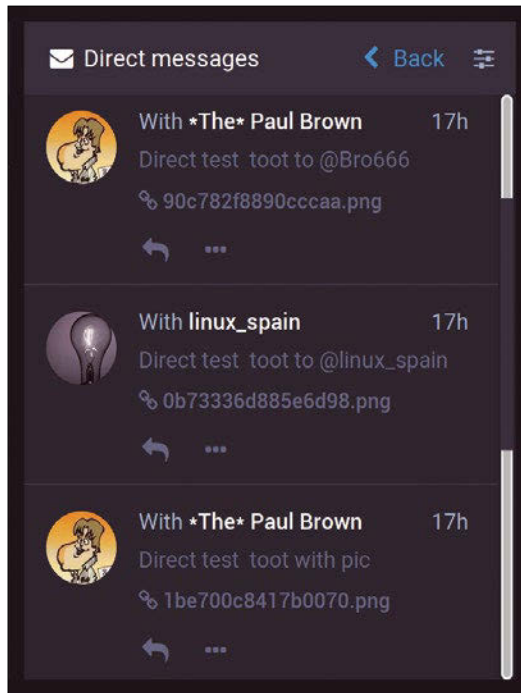 Direct messages Back
With *The* Paul Brown 17h
Direct test toot to @Bro666
90c782f8890cccaa.png
With linux_spain 17h
Direct test toot to @linux_spain
0b73336d885e6d98.png
With *The* Paul Brown 17h
Direct test toot with pic
1be700c8417b0070.png